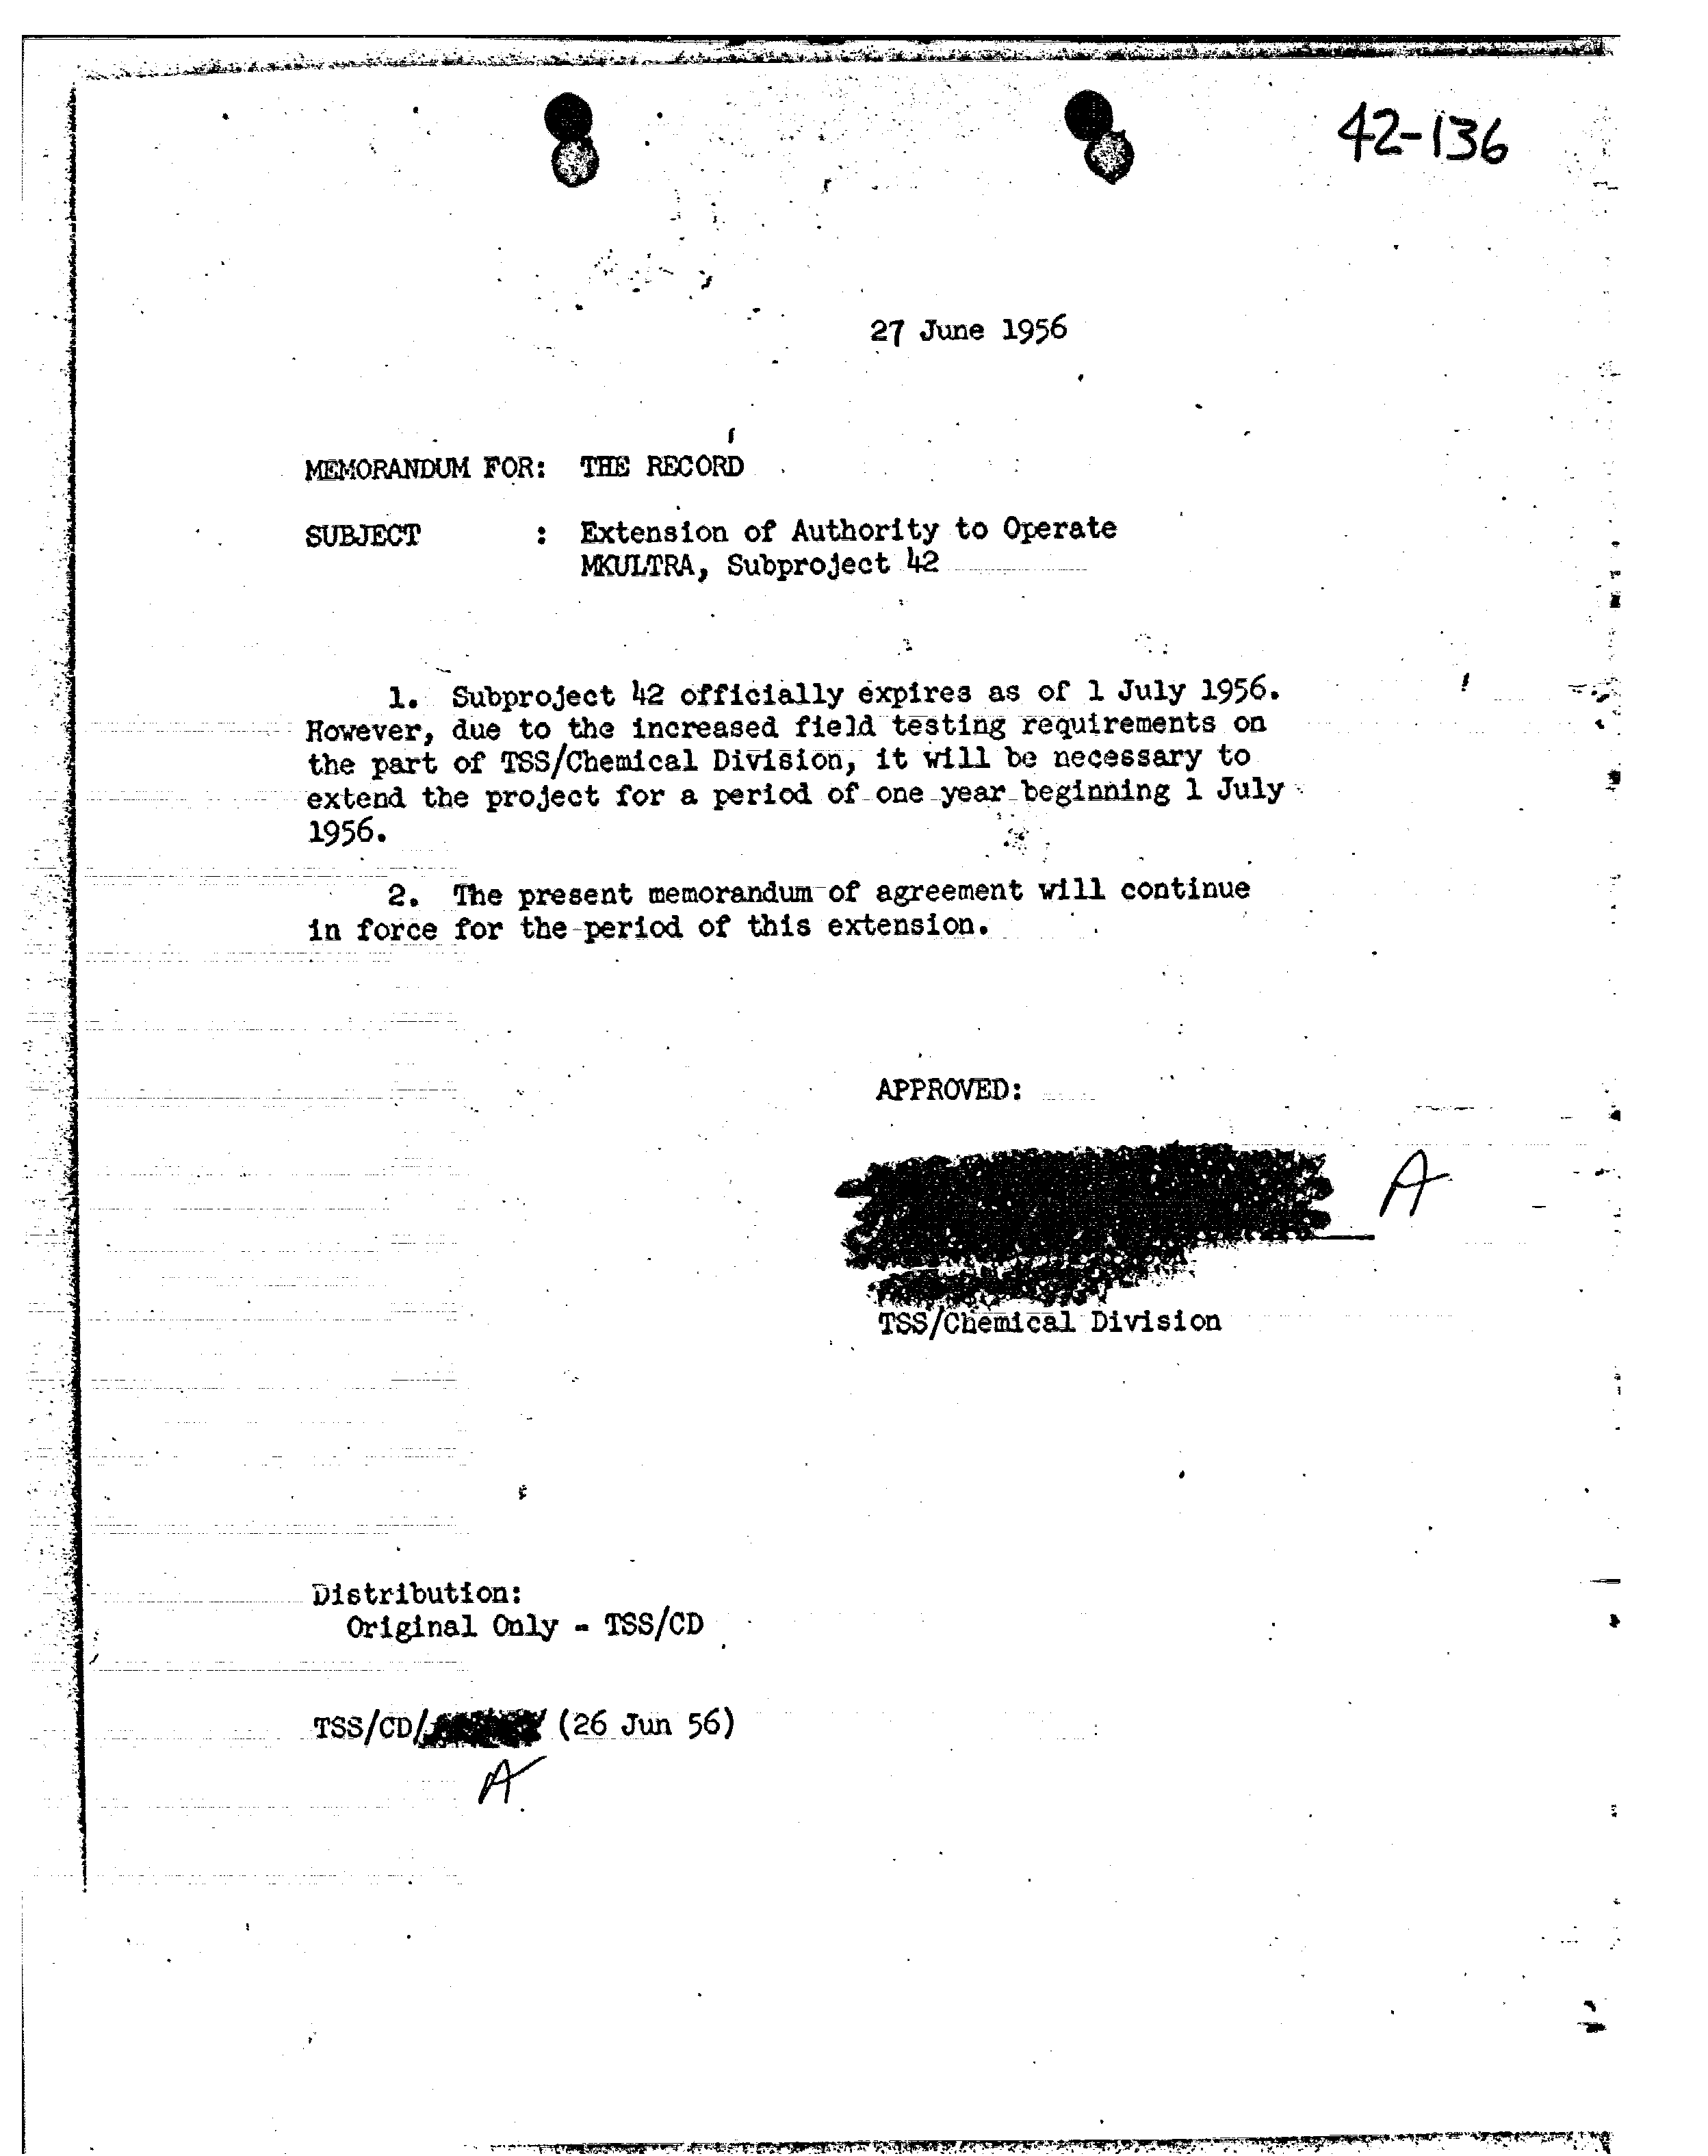 42-136
27 June 1956
MEMORANDUM FOR: THE RECORD
SUBJECT : Extension of Authority to Operate
MKULTRA, Subproject 42
1. Subproject 42 officially expires as of 1 July 1956.
However, due to the increased field testing requirements on
the part of TSS/Chemical Division, it will be necessary to
extend the project for a period of one year beginning 1 July
1956.
2. The present memorandum of agreement will continue
in force for the period of this extension.
APPROVED:
A
TSS/Chemical Division
Distribution:
Original Only - TSS/CD
TSS/CD/ (26 Jun 56)
A